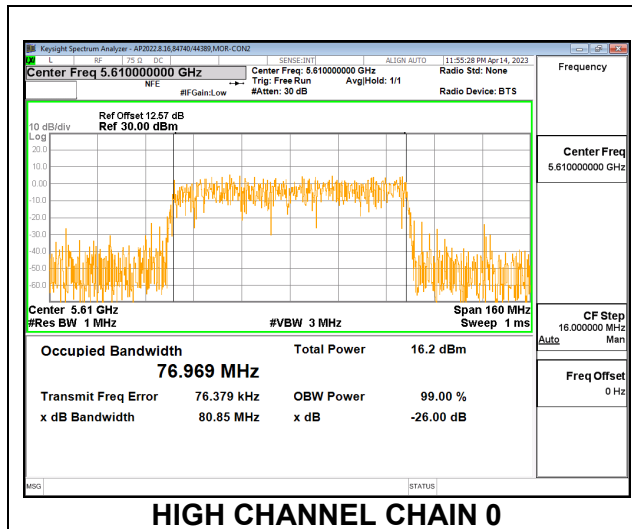 Keysight Spectrum Analyzer - AP2022.8.16,84740/44389,MOR-CON2
L RF 75 Ω DC SENSE:INT ALIGN AUTO 11:55:28 PM Apr 14, 2023
Center Freq 5.610000000 GHz
NFE
#IFGain:Low
Center Freq: 5.610000000 GHz
Trig: Free Run Avg|Hold: 1/1
#Atten: 30 dB
Radio Std: None
Radio Device: BTS
Frequency
Ref Offset 12.57 dB
10 dB/div Ref 30.00 dBm
Log
20.0
10.0
0.00
-10.0
-20.0
-30.0
-40.0
-50.0
-60.0
Center 5.61 GHz Span 160 MHz
#Res BW 1 MHz #VBW 3 MHz Sweep 1 ms
Center Freq
5.610000000 GHz
CF Step
16.000000 MHz
Auto Man
Freq Offset
0 Hz
Occupied Bandwidth Total Power 16.2 dBm
76.969 MHz
Transmit Freq Error 76.379 kHz OBW Power 99.00 %
x dB Bandwidth 80.85 MHz x dB -26.00 dB
MSG STATUS
HIGH CHANNEL CHAIN 0